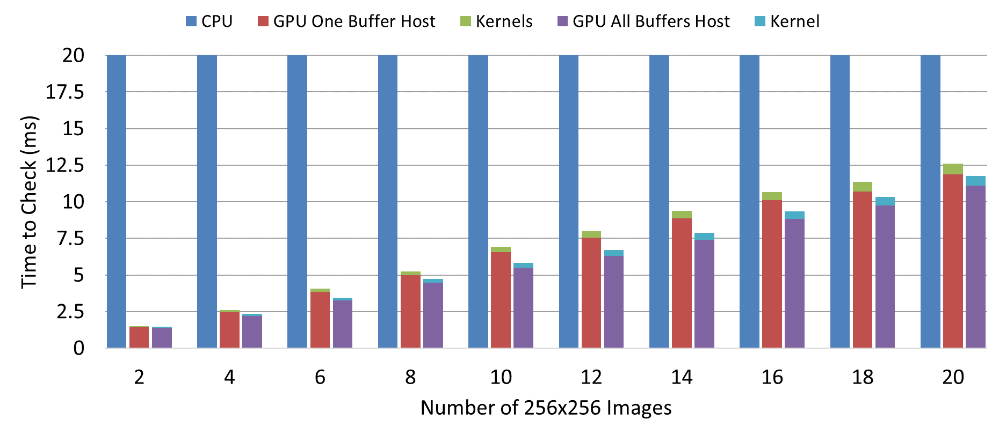 CPU GPU One Buffer Host Kernels GPU All Buffers Host Kernel
20
17.5
15
12.5
10
7.5
5
2.5
0
Time to Check (ms)
2 4 6 8 10 12 14 16 18 20
Number of 256x256 Images